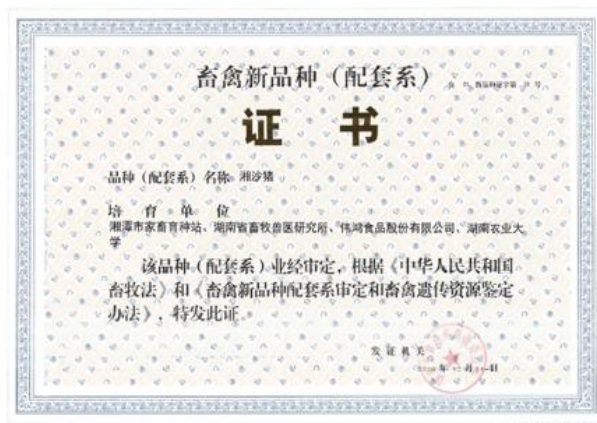 畜禽新品种（配套系）
证 书
品种（配套系）名称 湘沙猪
培 育 单 位
湘潭市家畜育种站、湖南省畜牧兽医研究所、伟鸿食品股份有限公司、湖南农业大
学
该品种（配套系）业经审定，根据《中华人民共和国
畜牧法》和《畜禽新品种配套系审定和畜禽遗传资源鉴定
办法》，特发此证。
发 证 机 关
年 月 日